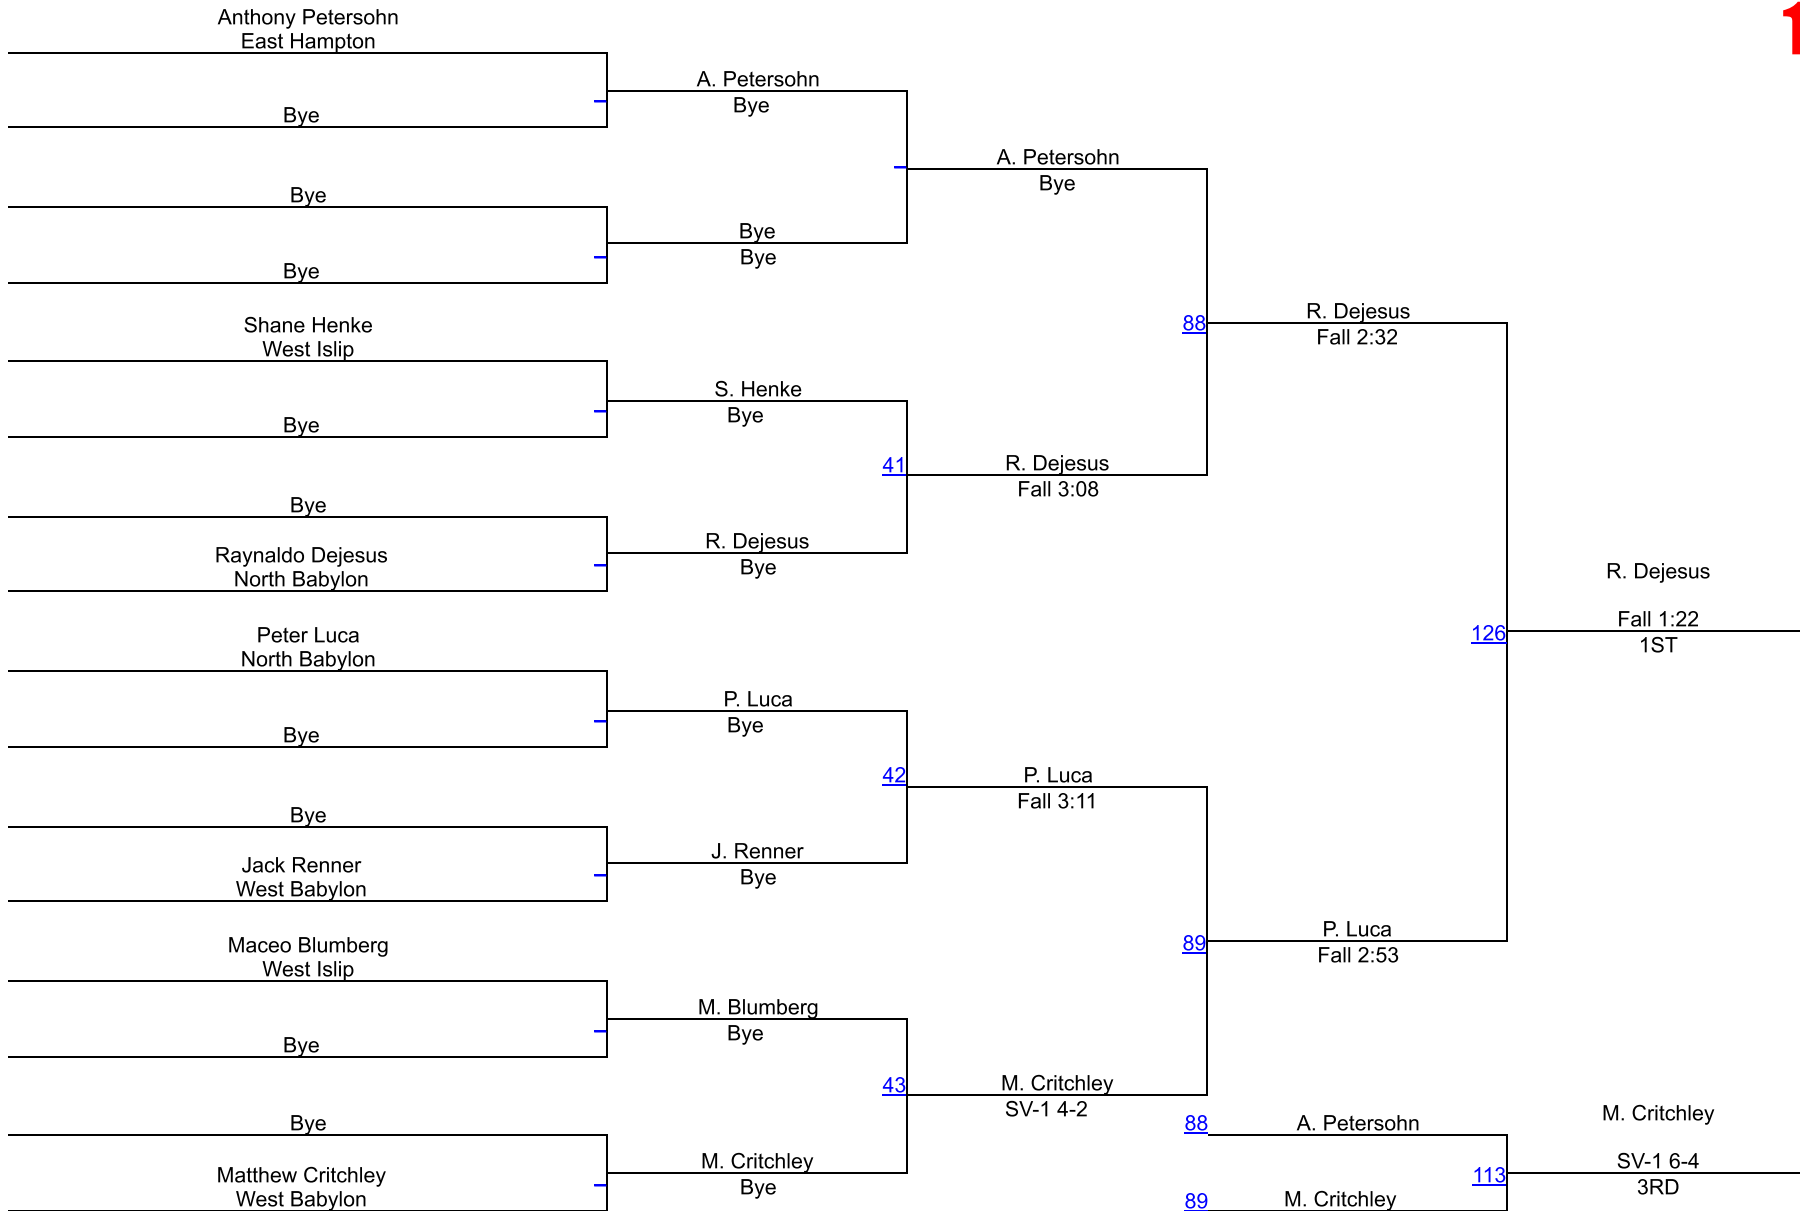 Anthony Petersohn
East Hampton
Bye
Bye
Bye
Shane Henke
West Islip
Bye
Bye
Raynaldo Dejesus
North Babylon
Peter Luca
North Babylon
Bye
Bye
Jack Renner
West Babylon
Maceo Blumberg
West Islip
Bye
Bye
Matthew Critchley
West Babylon
A. Petersohn
Bye
Bye
Bye
S. Henke
Bye
41
R. Dejesus
Bye
P. Luca
Bye
42
J. Renner
Bye
M. Blumberg
Bye
43
M. Critchley
Bye
A. Petersohn
Bye
88
R. Dejesus
Fall 3:08
P. Luca
Fall 3:11
89
M. Critchley
SV-1 4-2
R. Dejesus
Fall 2:32
126
P. Luca
Fall 2:53
88
A. Petersohn
113
89
M. Critchley
1
R. Dejesus
Fall 1:22
1ST
M. Critchley
SV-1 6-4
3RD